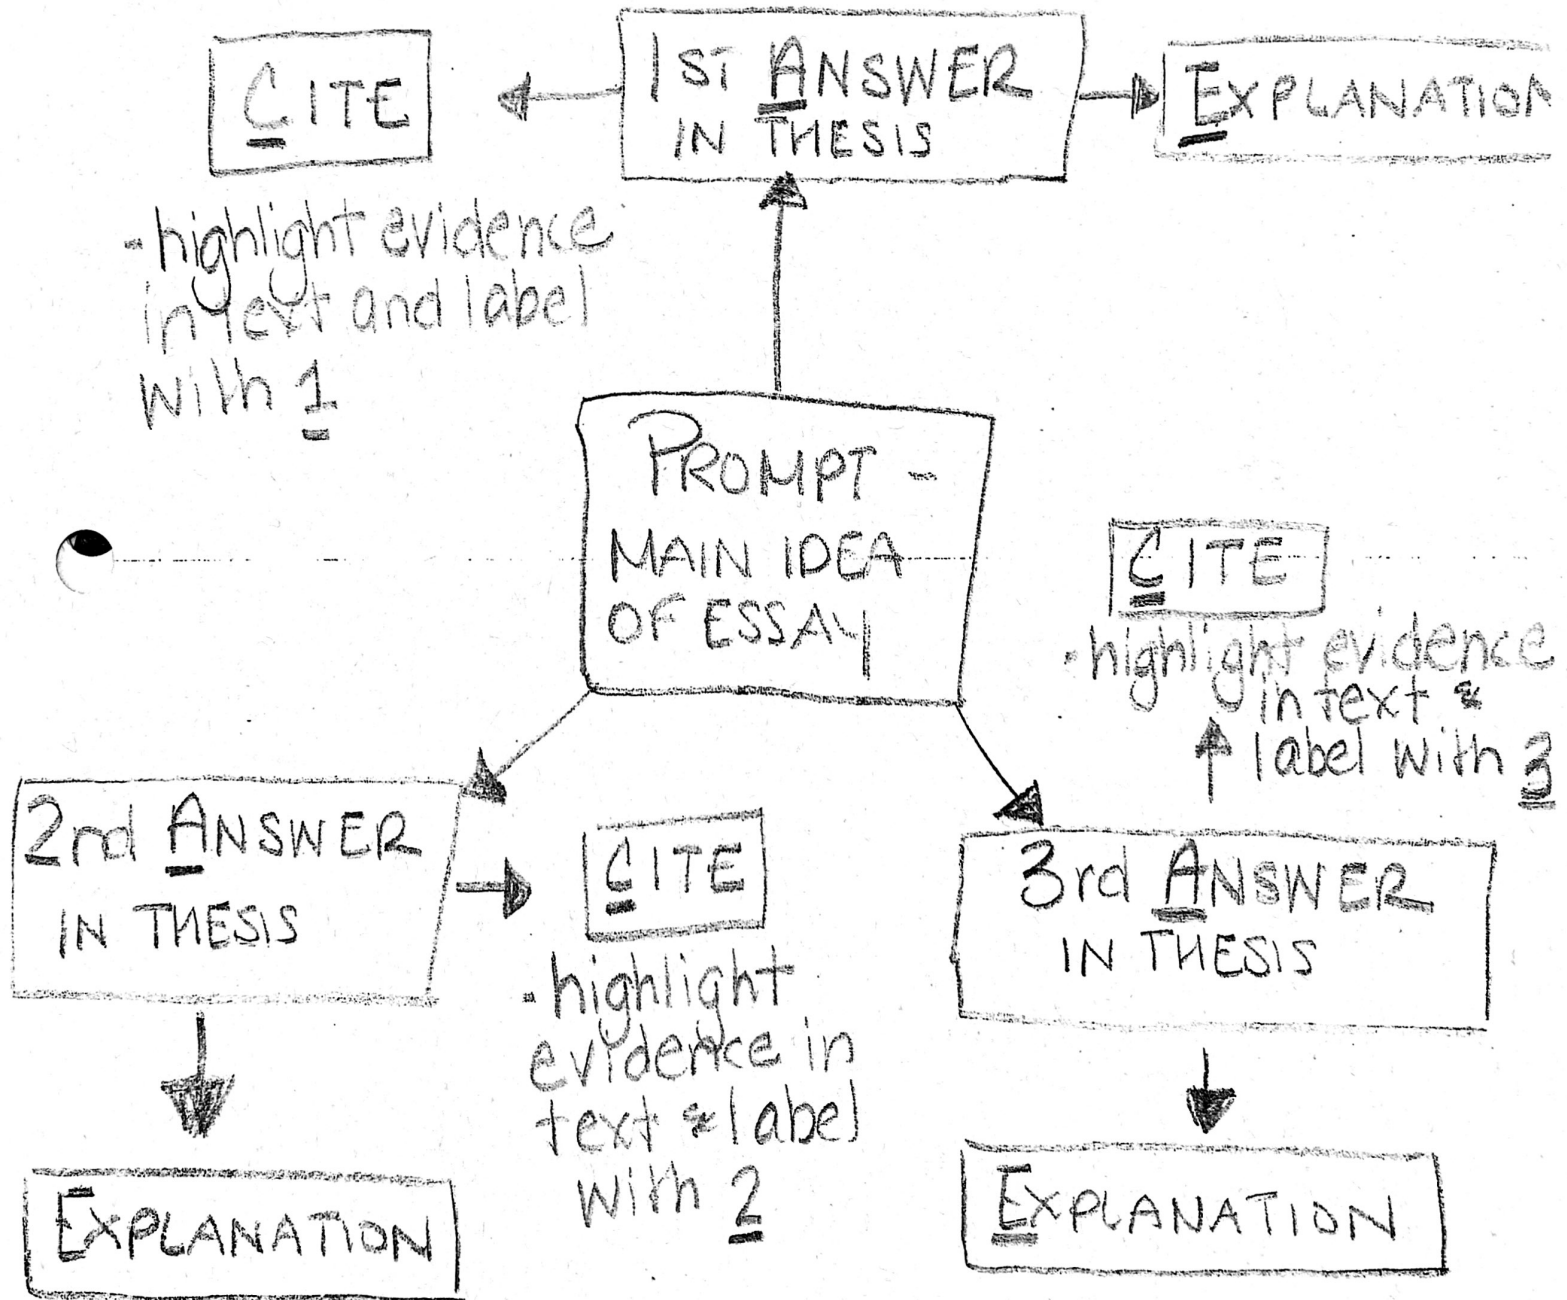 CITE
1ST ANSWER
IN THESIS
EXPLANATION
-highlight evidence
in text and label
with 1
PROMPT -
MAIN IDEA
OF ESSAY
CITE
·highlight evidence
in text &
label with 3
2nd ANSWER
IN THESIS
CITE
·highlight
evidence in
text & label
with 2
3rd ANSWER
IN THESIS
EXPLANATION
EXPLANATION